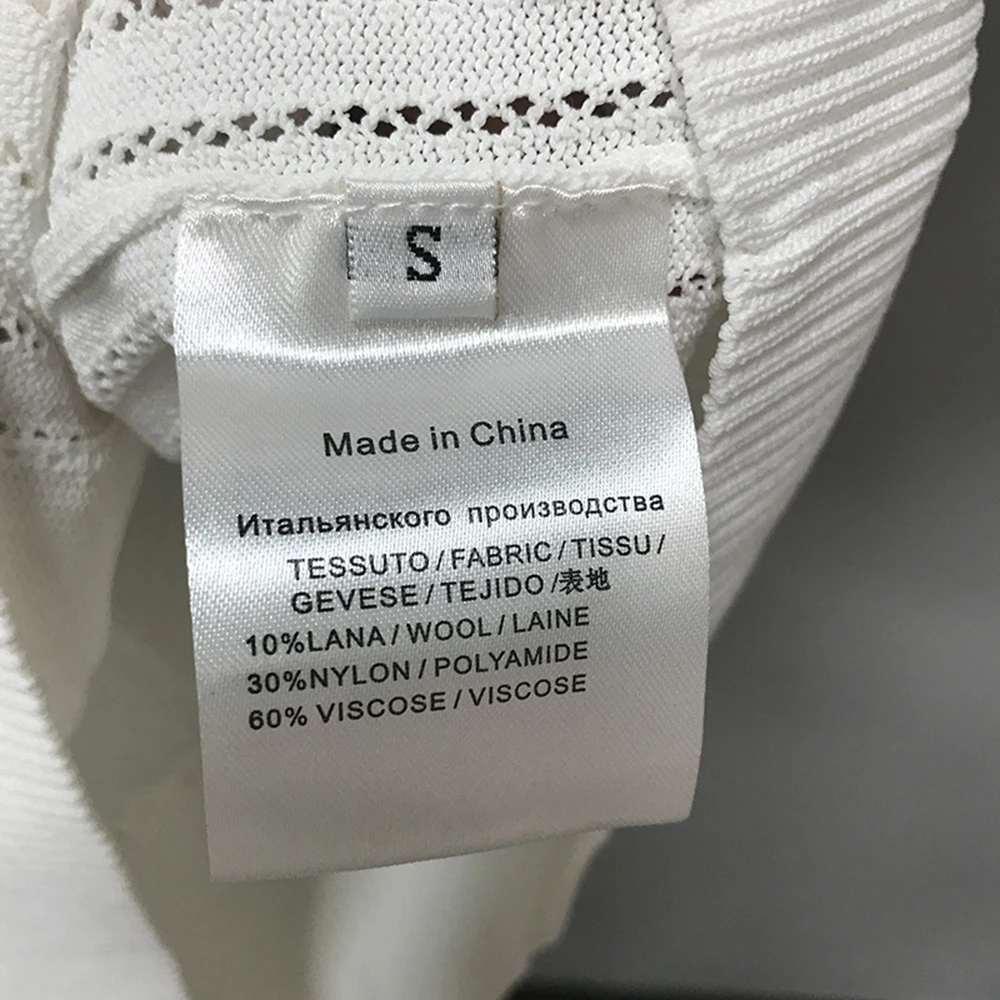 S
Made in China
Итальянского производства
TESSUTO / FABRIC / TISSU /
GEVESE / TEJIDO /表地
10%LANA / WOOL / LAINE
30%NYLON / POLYAMIDE
60% VISCOSE / VISCOSE